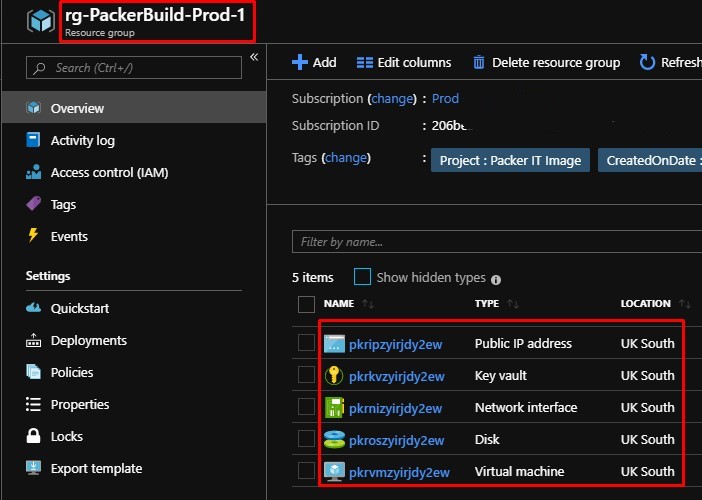 rg-PackerBuild-Prod-1
Resource group
Search (Ctrl+/)
Overview
Activity log
Access control (IAM)
Tags
Events
Settings
Quickstart
Deployments
Policies
Properties
Locks
Export template
Add Edit columns Delete resource group Refresh
Subscription (change) : Prod
Subscription ID :
Tags (change) : Project : Packer IT Image CreatedOnDate :
Filter by name...
5 items Show hidden types
NAME TYPE LOCATION
pkripzyirjdy2ew Public IP address UK South
pkrkvzyirjdy2ew Key vault UK South
pkrnizyirjdy2ew Network interface UK South
pkroszyirjdy2ew Disk UK South
pkrvmzyirjdy2ew Virtual machine UK South